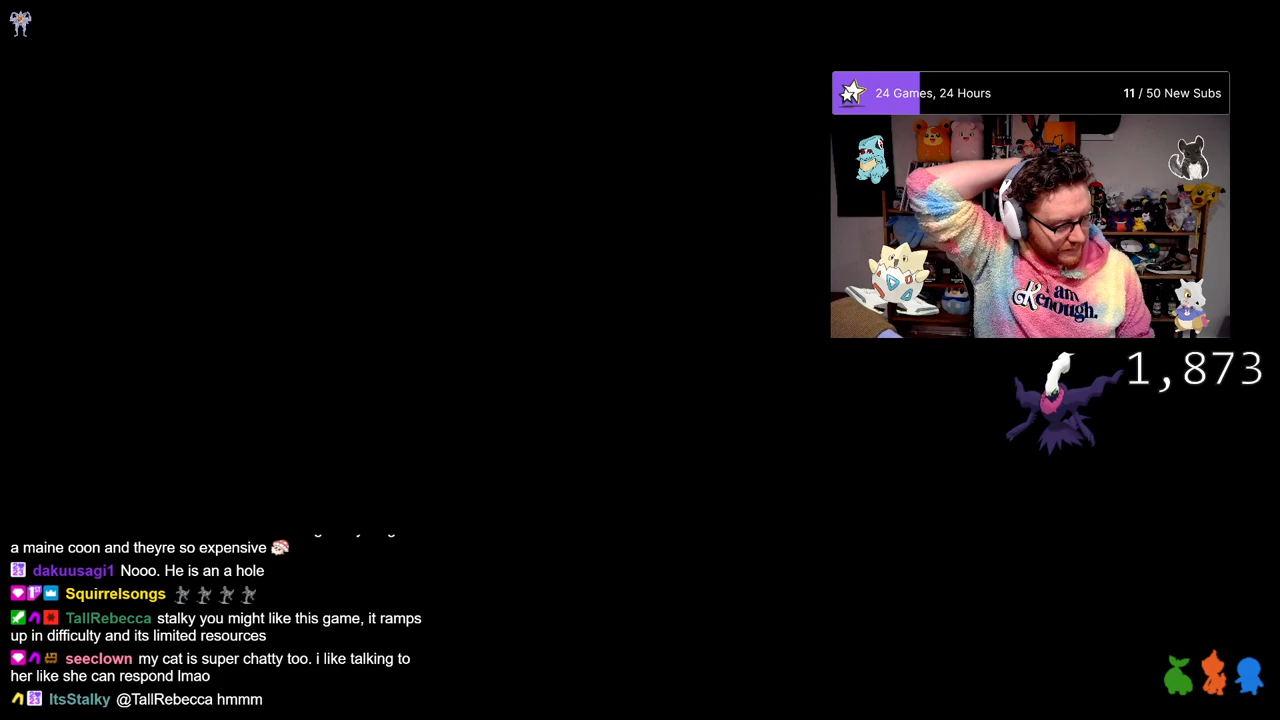 24 Games, 24 Hours
11 / 50 New Subs
I am
Kenough.
1,873
a maine coon and theyre so expensive
dakuusagi1 Nooo. He is an a hole
Squirrelsongs
TallRebecca stalky you might like this game, it ramps
up in difficulty and its limited resources
seeclown my cat is super chatty too. i like talking to
her like she can respond lmao
ItsStalky @TallRebecca hmmm